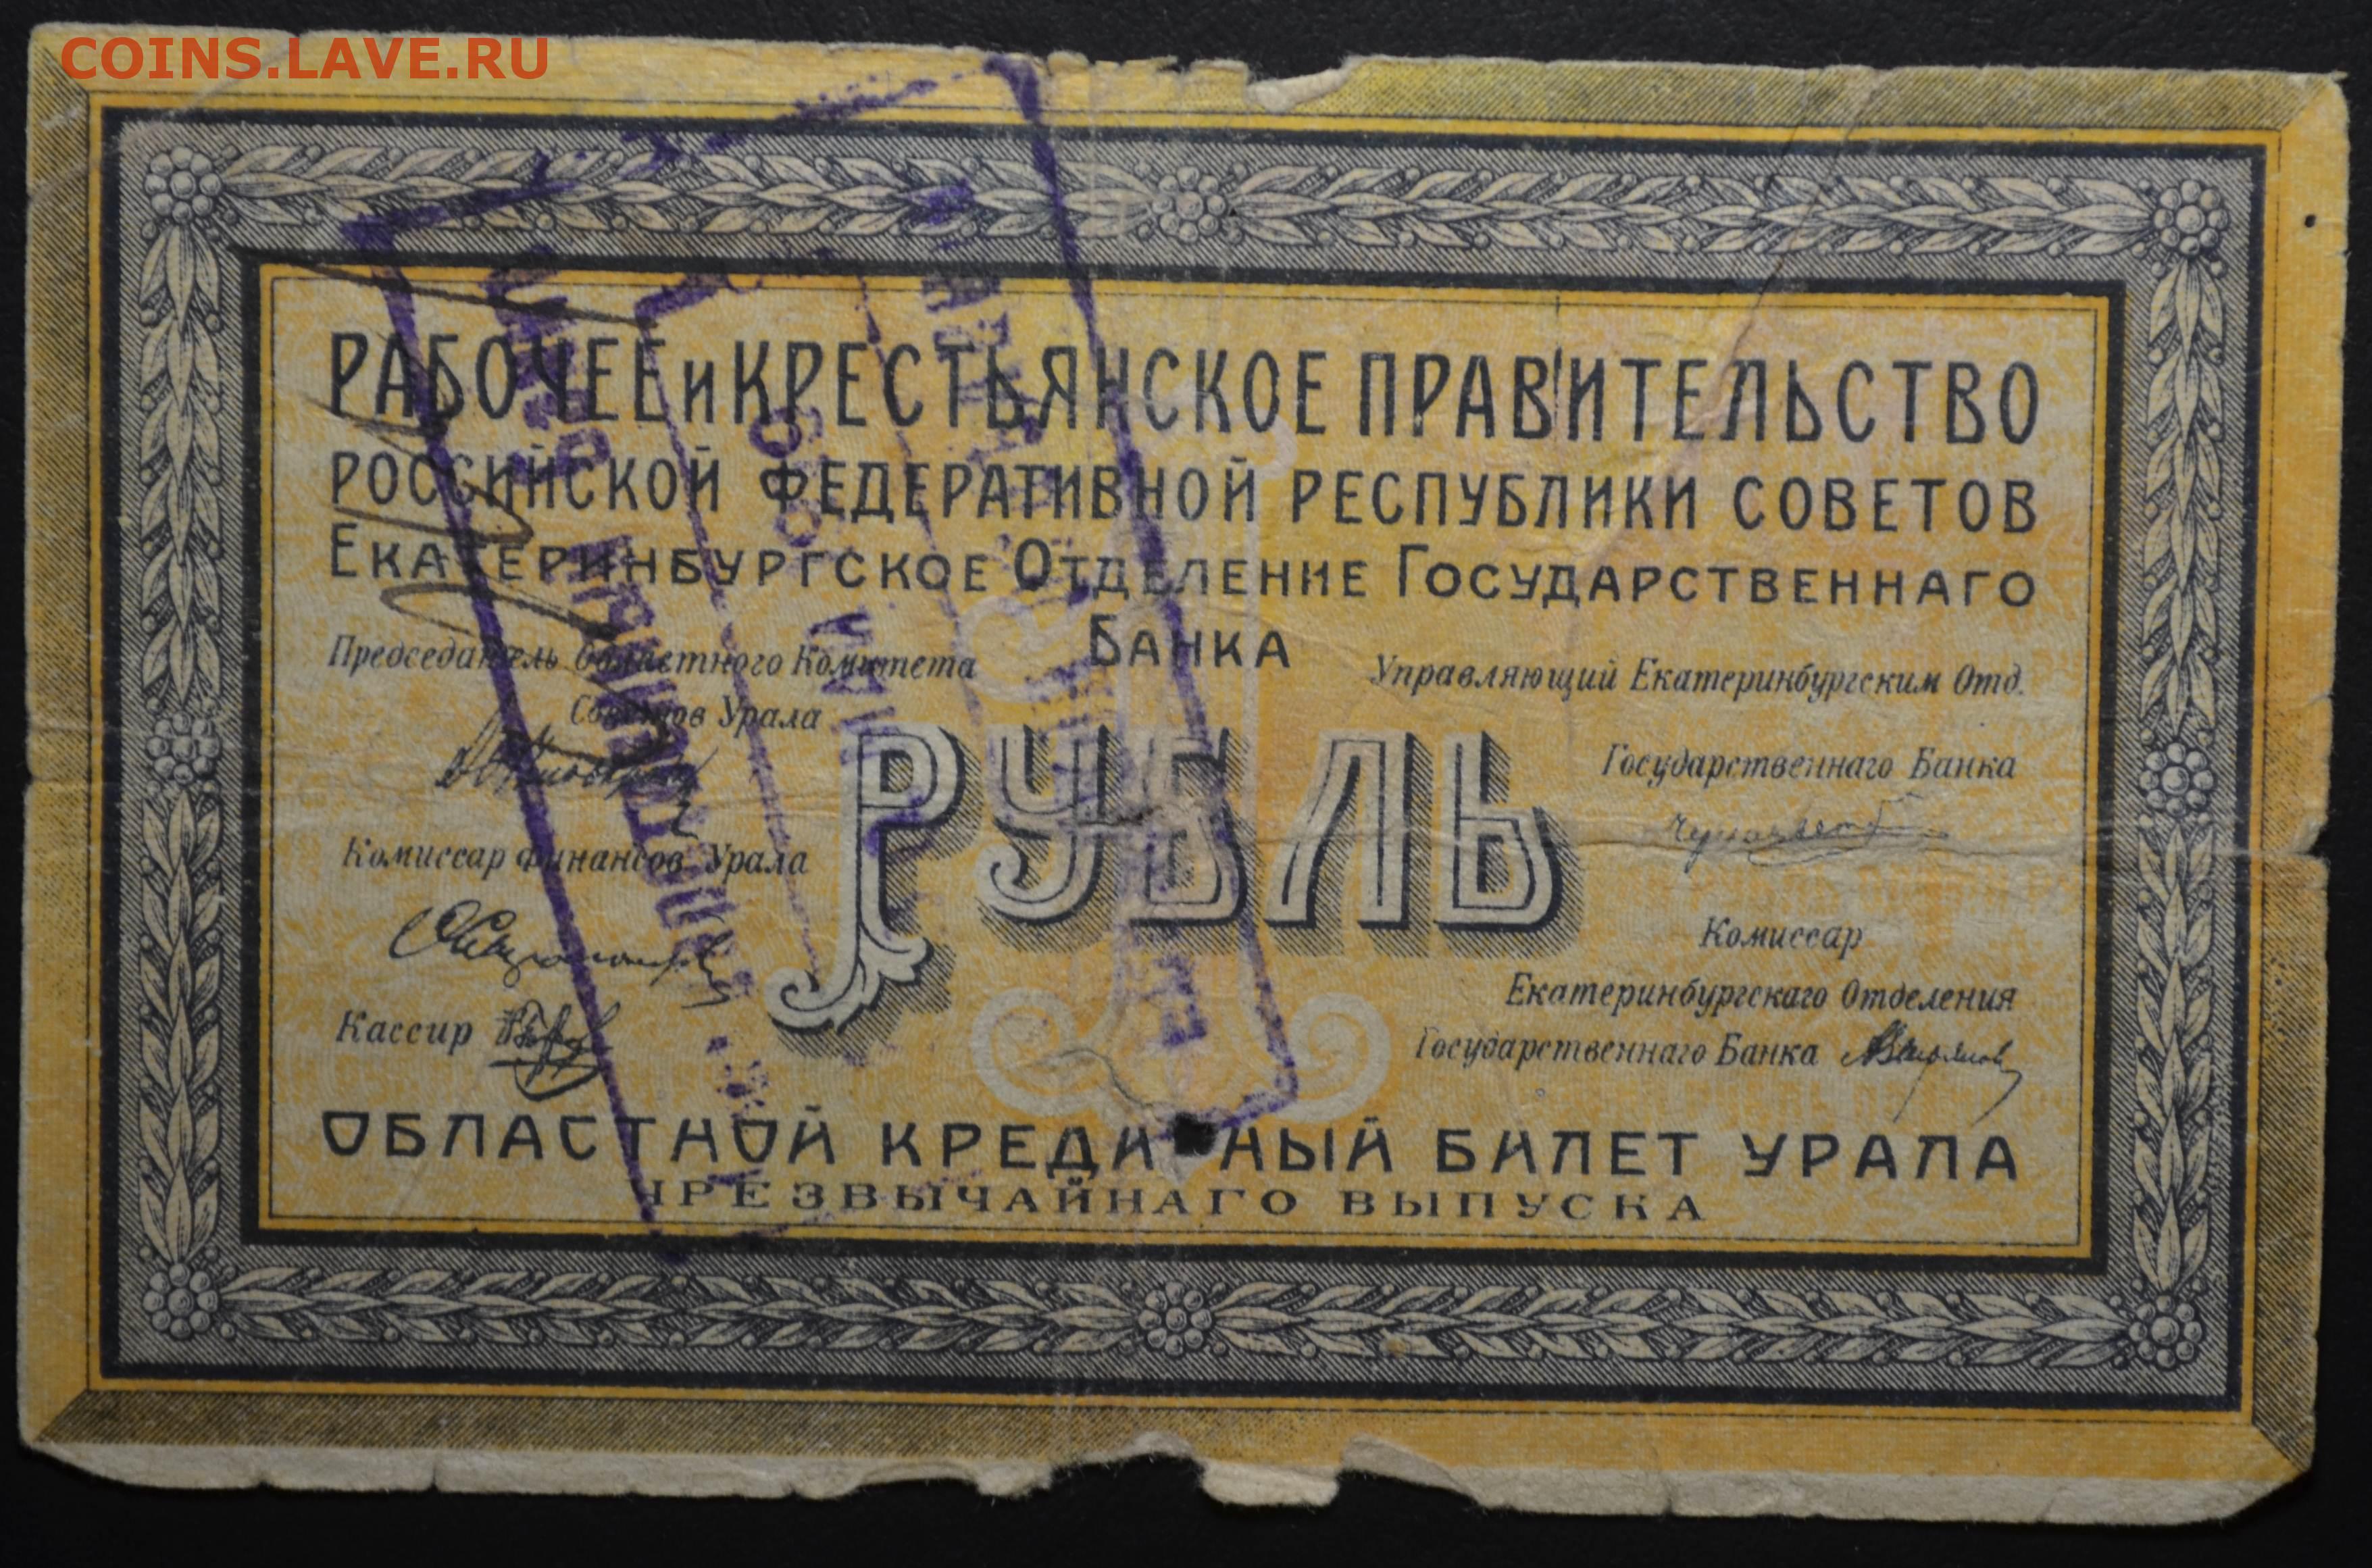 COINS.LAVE.RU
РАБОЧЕЕ и КРЕСТЬЯНСКОЕ ПРАВИТЕЛЬСТВО
РОССИЙСКОЙ ФЕДЕРАТИВНОЙ РЕСПУБЛИКИ СОВЕТОВ
ЕКАТЕРИНБУРГСКОЕ ОТДЕЛЕНИЕ ГОСУДАРСТВЕННАГО
БАНКА
Председатель Областного Комитета
Советов Урала
Управляющий Екатеринбургским Отд.
Государственнаго Банка
1 РУБЛЬ
Комиссар финансов Урала
Комиссар
Екатеринбургскаго Отделения
Государственнаго Банка
Кассир
ОБЛАСТНОЙ КРЕДИ НЫЙ БИЛЕТ УРАЛА
ЧРЕЗВЫЧАЙНАГО ВЫПУСКА